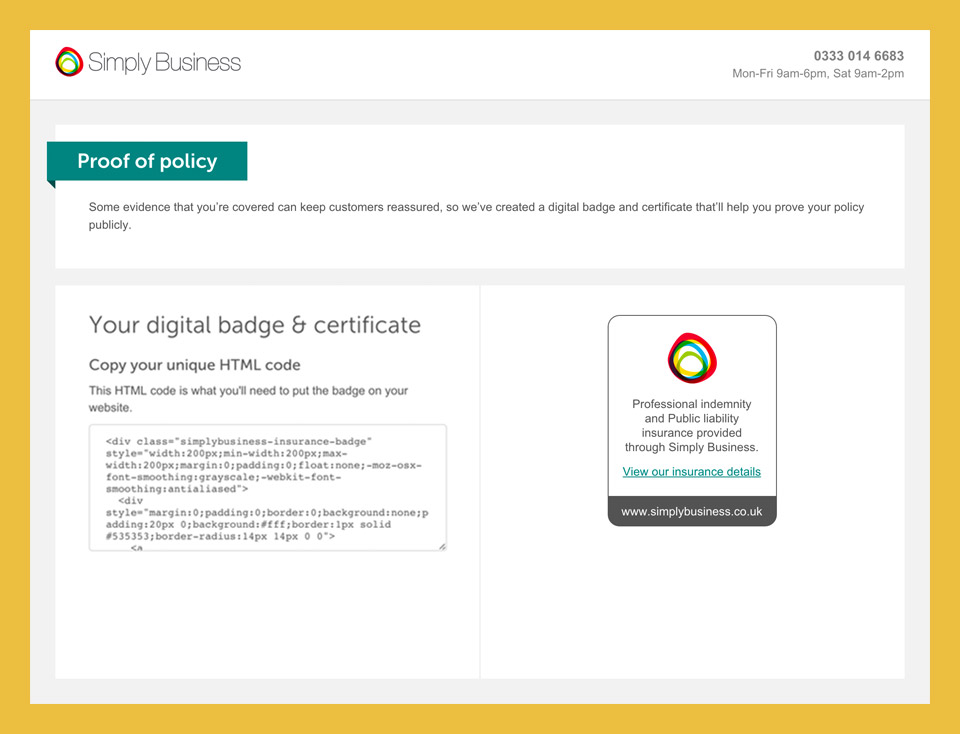 Simply Business
0333 014 6683
Mon-Fri 9am-6pm, Sat 9am-2pm
Proof of policy
Some evidence that you’re covered can keep customers reassured, so we’ve created a digital badge and certificate that’ll help you prove your policy
publicly.
Your digital badge & certificate
Copy your unique HTML code
This HTML code is what you'll need to put the badge on your
website.
<div class="simplybusiness-insurance-badge"
style="width:200px;min-width:200px;max-
width:200px;margin:0;padding:0;float:none;-moz-osx-
font-smoothing:grayscale;-webkit-font-
smoothing:antialiased">
<div
style="margin:0;padding:0;border:0;background:none;p
adding:20px 0;background:#fff;border:1px solid
#535353;border-radius:14px 14px 0 0">
<a
Professional indemnity
and Public liability
insurance provided
through Simply Business.
View our insurance details
www.simplybusiness.co.uk